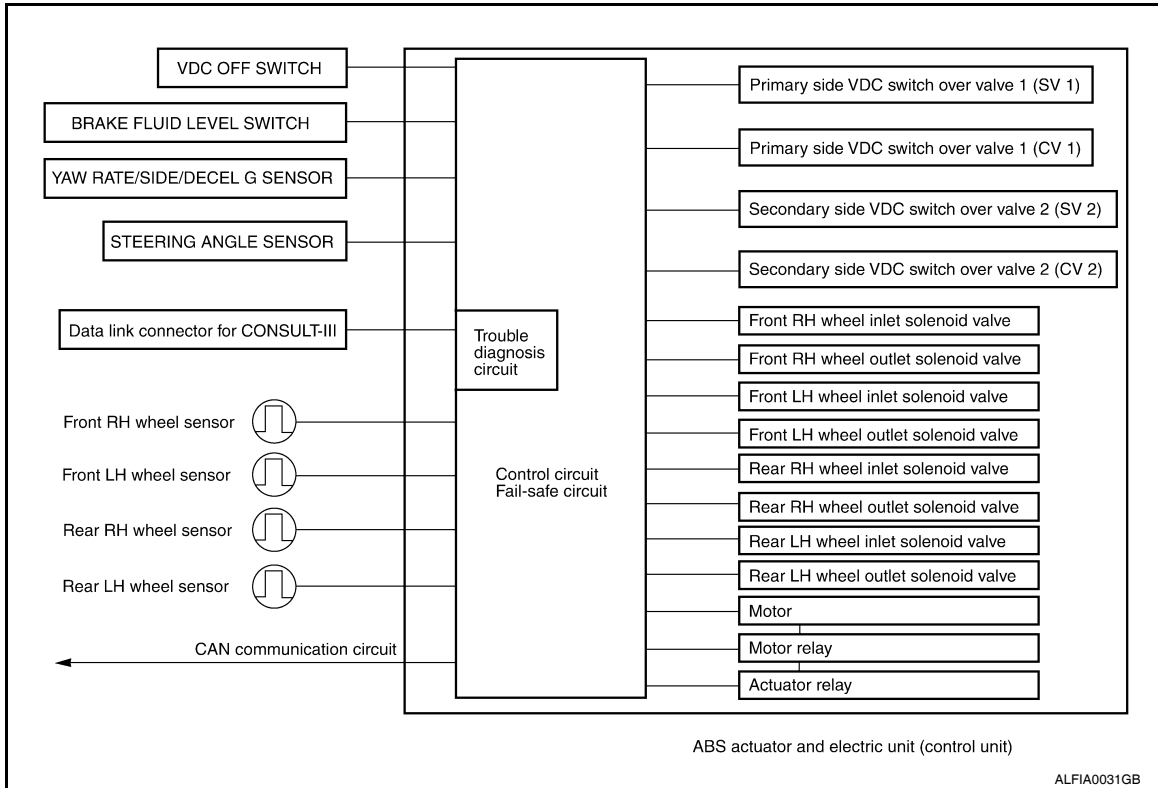 VDC OFF SWITCH
BRAKE FLUID LEVEL SWITCH
YAW RATE/SIDE/DECEL G SENSOR
STEERING ANGLE SENSOR
Data link connector for CONSULT-III
Front RH wheel sensor
Front LH wheel sensor
Rear RH wheel sensor
Rear LH wheel sensor
CAN communication circuit
Trouble
diagnosis
circuit
Control circuit
Fail-safe circuit
Primary side VDC switch over valve 1 (SV 1)
Primary side VDC switch over valve 1 (CV 1)
Secondary side VDC switch over valve 2 (SV 2)
Secondary side VDC switch over valve 2 (CV 2)
Front RH wheel inlet solenoid valve
Front RH wheel outlet solenoid valve
Front LH wheel inlet solenoid valve
Front LH wheel outlet solenoid valve
Rear RH wheel inlet solenoid valve
Rear RH wheel outlet solenoid valve
Rear LH wheel inlet solenoid valve
Rear LH wheel outlet solenoid valve
Motor
Motor relay
Actuator relay
ABS actuator and electric unit (control unit)
ALFIA0031GB